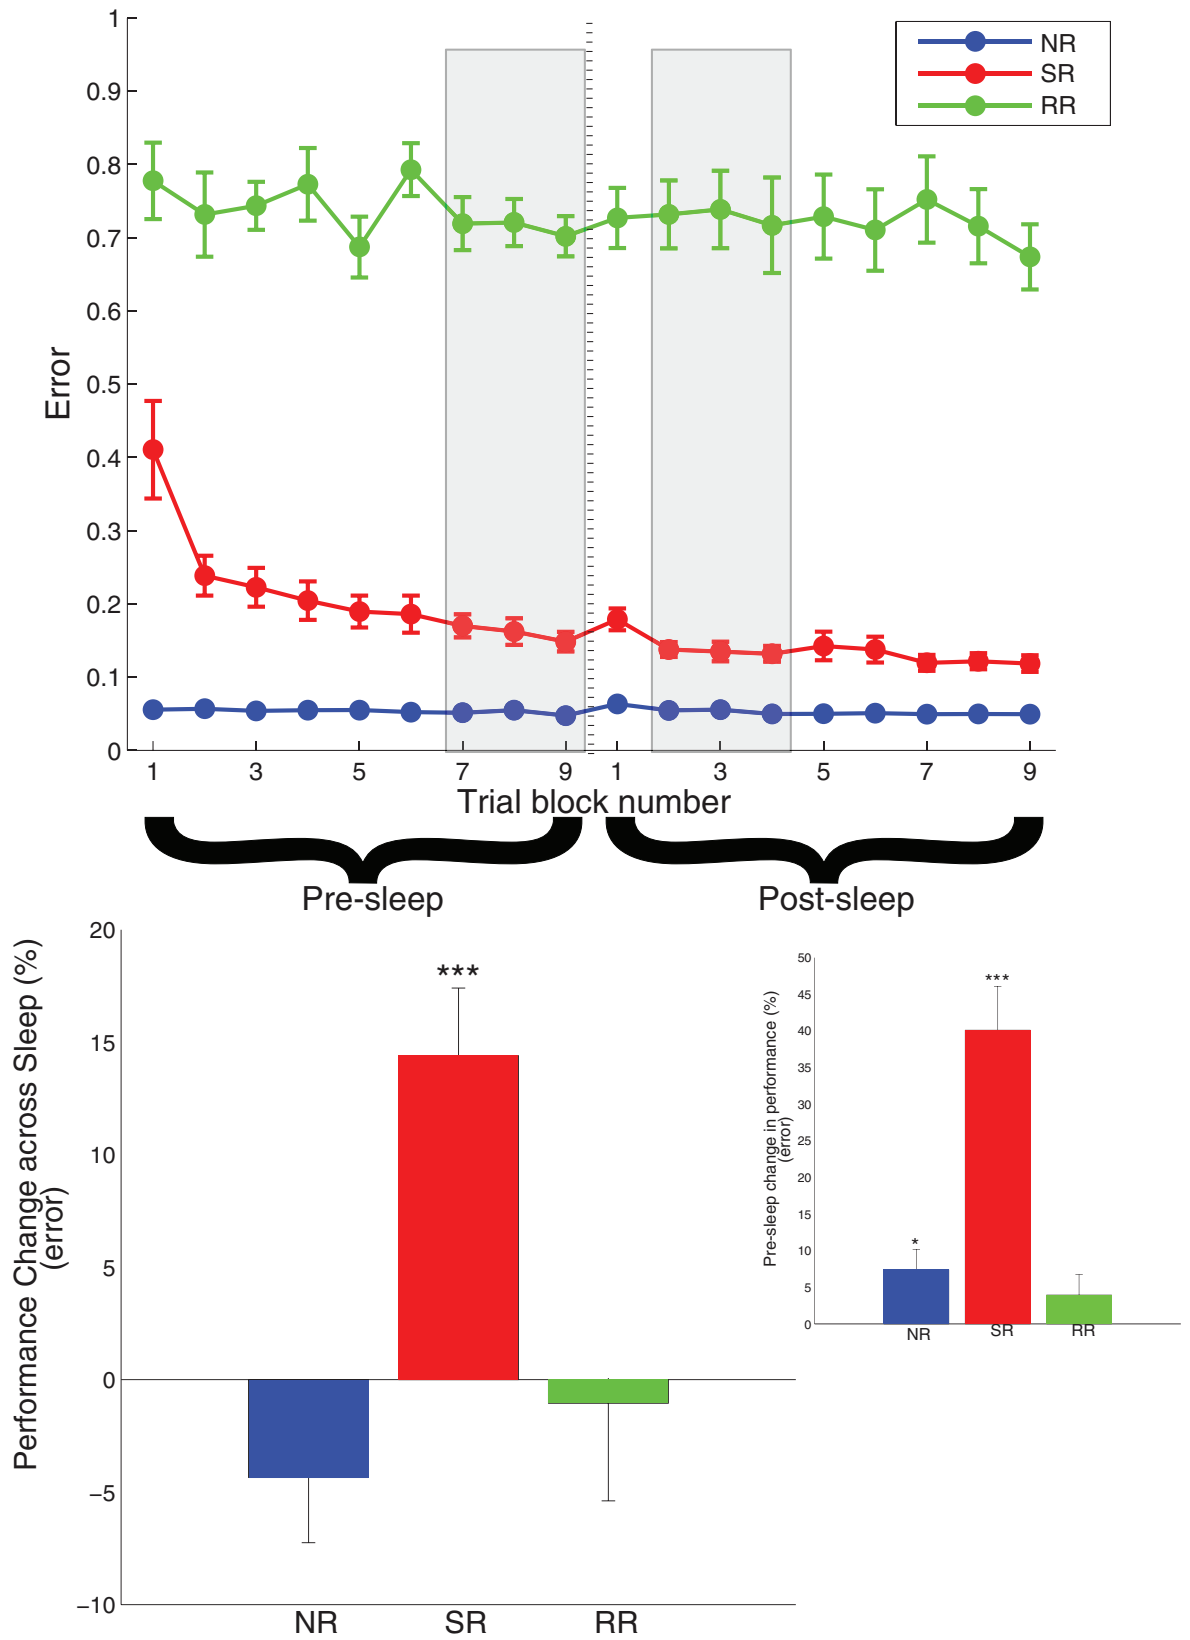 1
0.9
0.8
0.7
0.6
0.5
0.4
0.3
0.2
0.1
0
Error
NR
SR
RR
1 3 5 7 9 1 3 5 7 9
Trial block number
Pre-sleep Post-sleep
20
15
10
5
0
−5
−10
Performance Change across Sleep (%)
(error)
***
NR SR RR
50
45
40
35
30
25
20
15
10
5
0
Pre-sleep change in performance (%)
(error)
***
*
NR SR RR